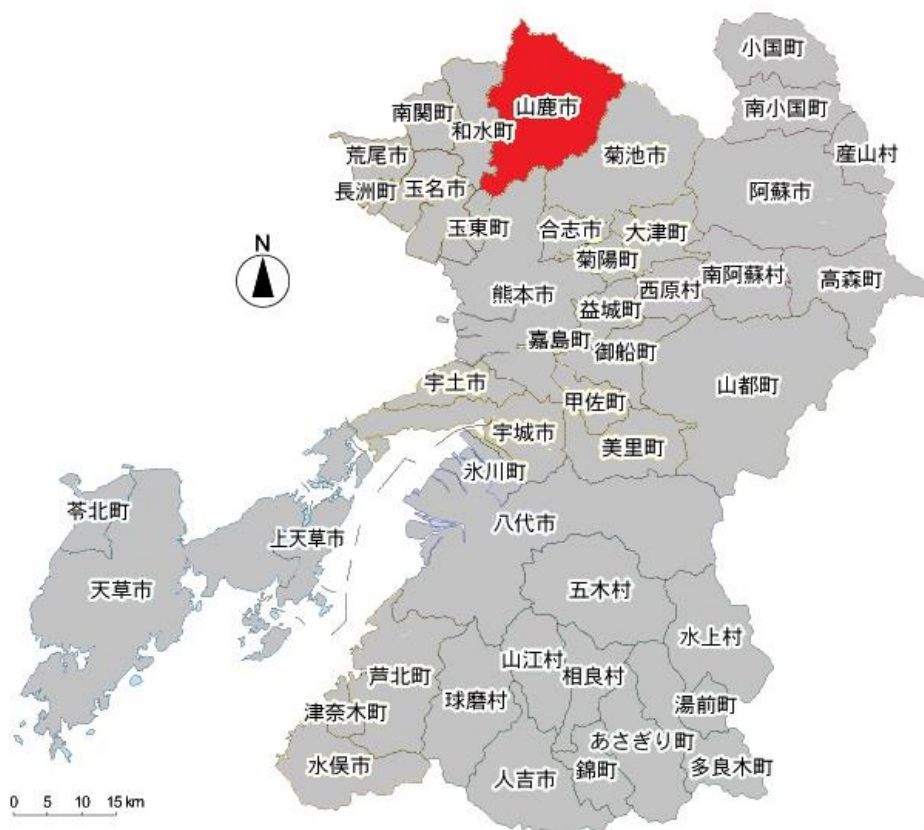 小国町
南小国町
産山村
山鹿市
南関町
和水町
菊池市
荒尾市
長洲町
玉名市
玉東町
阿蘇市
合志市
大津町
菊陽町
N
熊本市
西原村
南阿蘇村
高森町
益城町
嘉島町
御船町
山都町
宇土市
甲佐町
宇城市
美里町
氷川町
八代市
苓北町
上天草市
天草市
五木村
水上村
山江村
相良村
芦北町
球磨村
湯前町
津奈木町
あさぎり町
水俣市
人吉市
錦町
多良木町
0 5 10 15 km